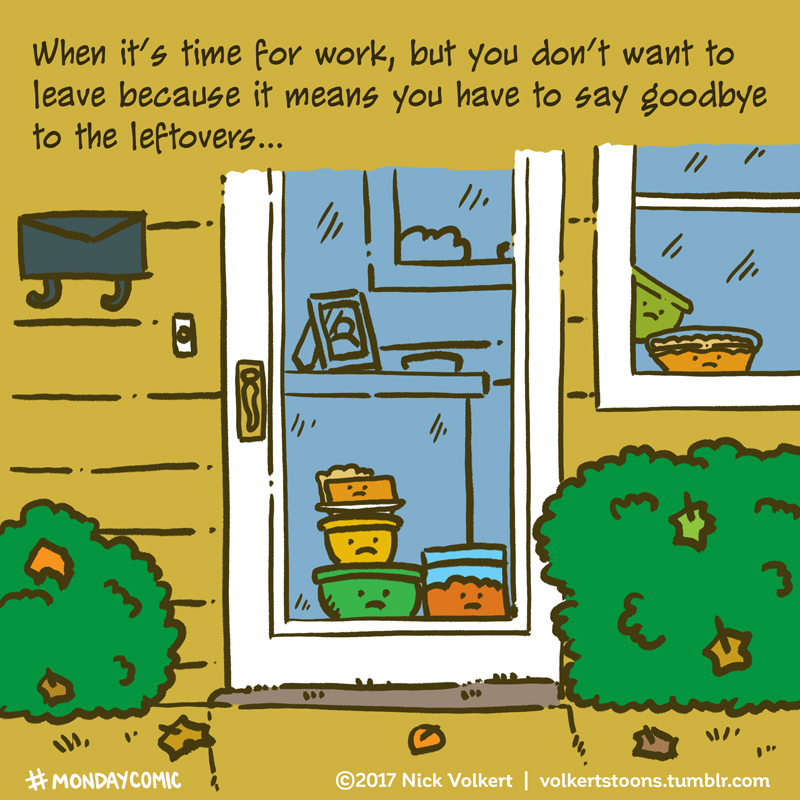 When it's time for work, but you don't want to
leave because it means you have to say goodbye
to the leftovers...
#MONDAYCOMIC
©2017 Nick Volkert | volkertstoons.tumblr.com